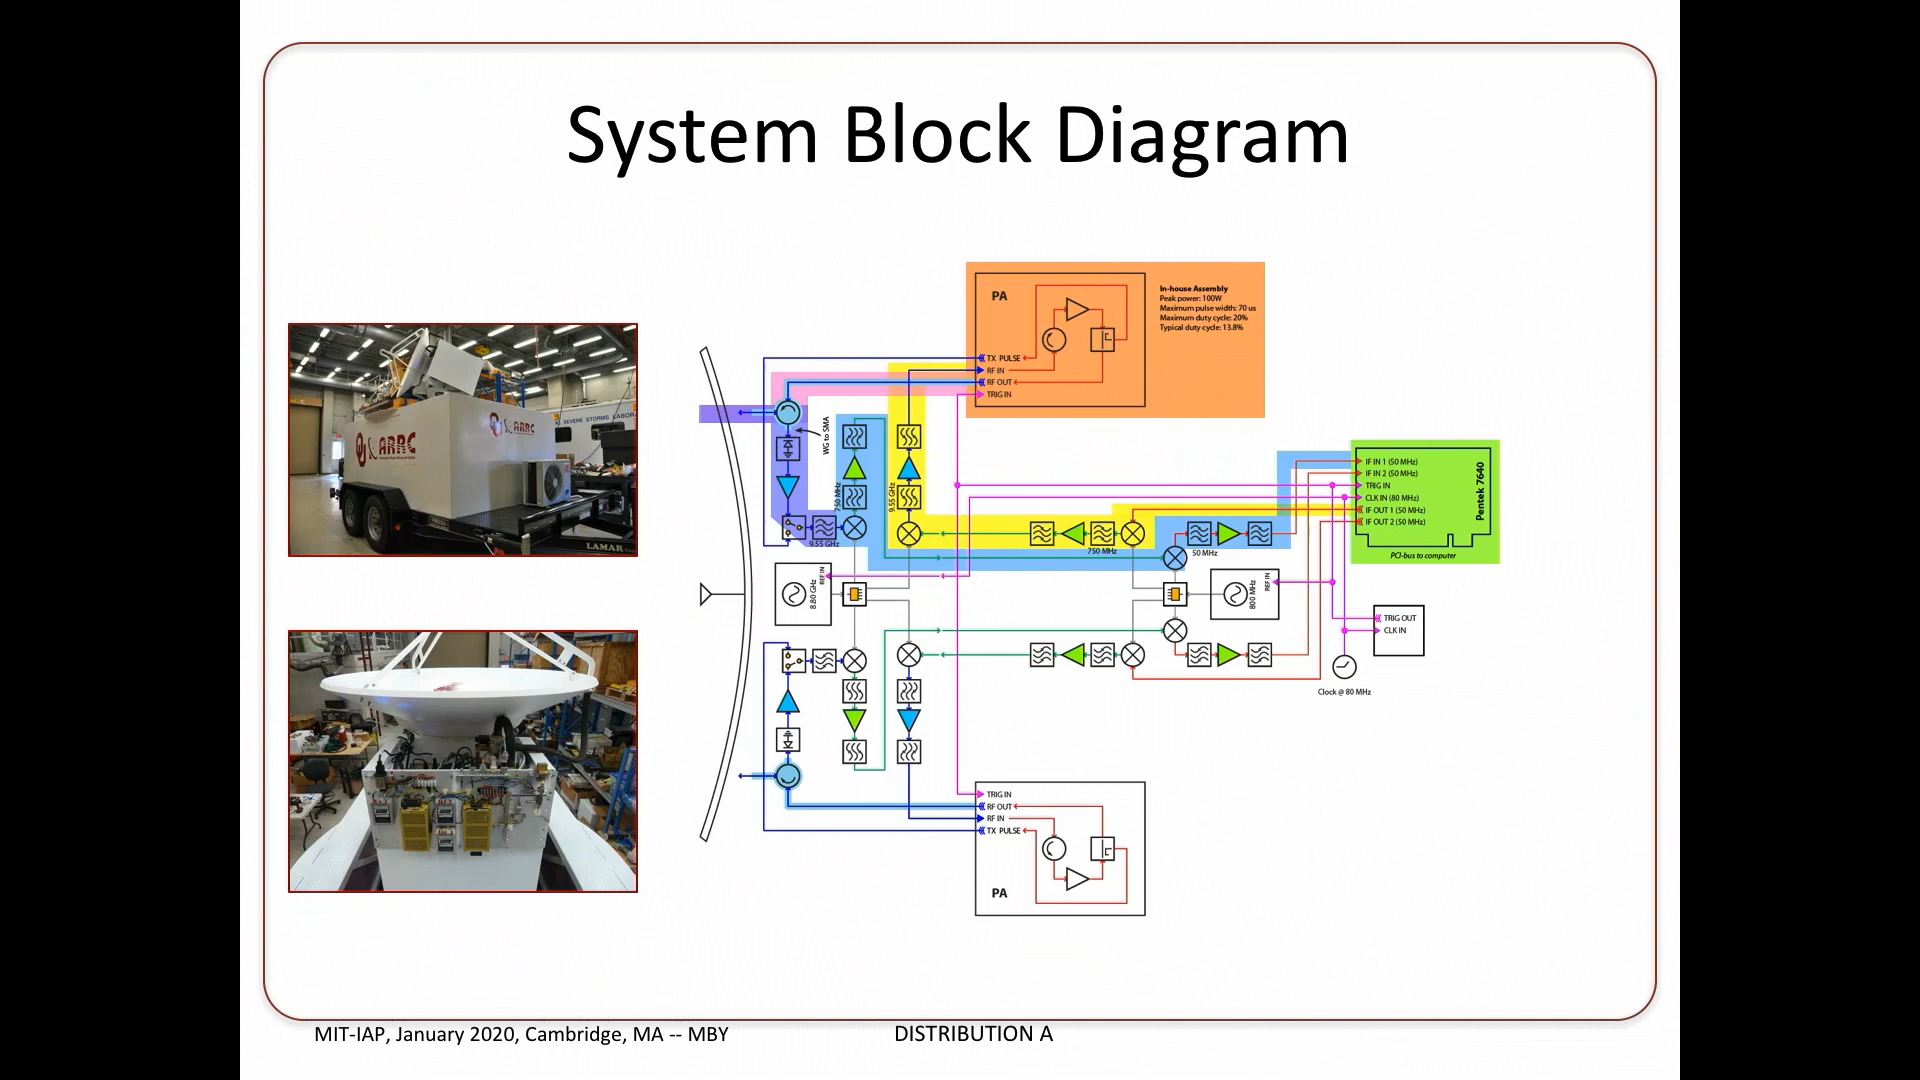 System Block Diagram
SEVERE STORMS LABOR
ARRC
ARRC
LAMAR
PA
In-house Assembly
Peak power: 100W
Maximum pulse width: 70 us
Maximum duty cycle: 20%
Typical duty cycle: 13.8%
TX PULSE
RF IN
RF OUT
TRIG IN
WG to SMA
750 MHz
9.55 GHz
9.55 GHz
750 MHz
50 MHz
IF IN 1 (50 MHz)
IF IN 2 (50 MHz)
TRIG IN
CLK IN (80 MHz)
IF OUT 1 (50 MHz)
IF OUT 2 (50 MHz)
Pentek 7640
PCI-bus to computer
8.80 GHz
REF IN
800 MHz
REF IN
TRIG OUT
CLK IN
Clock @ 80 MHz
TRIG IN
RF OUT
RF IN
TX PULSE
PA
MIT-IAP, January 2020, Cambridge, MA -- MBY
DISTRIBUTION A